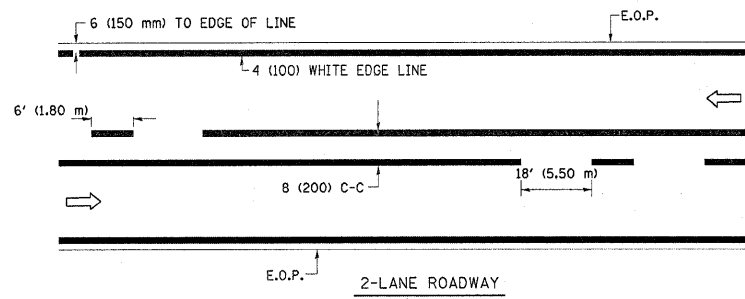 6 (150 mm) TO EDGE OF LINE
E.O.P.
4 (100) WHITE EDGE LINE
6' (1.80 m)
8 (200) C-C
18' (5.50 m)
E.O.P.
2-LANE ROADWAY